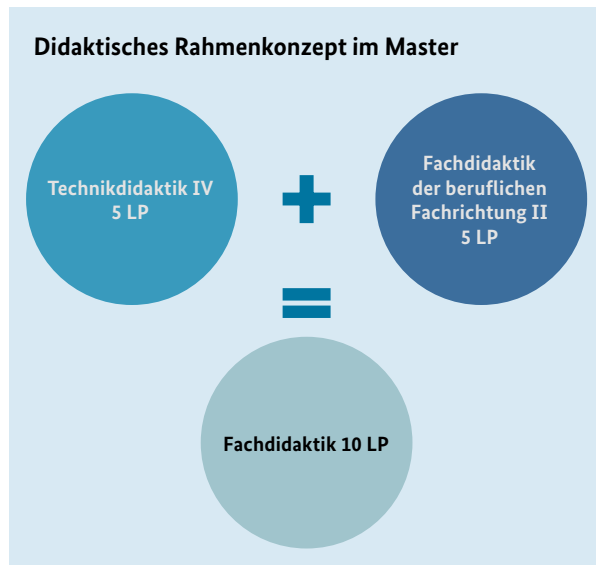 Didaktisches Rahmenkonzept im Master
Technikdidaktik IV
5 LP
+
Fachdidaktik
der beruflichen
Fachrichtung II
5 LP
=
Fachdidaktik 10 LP